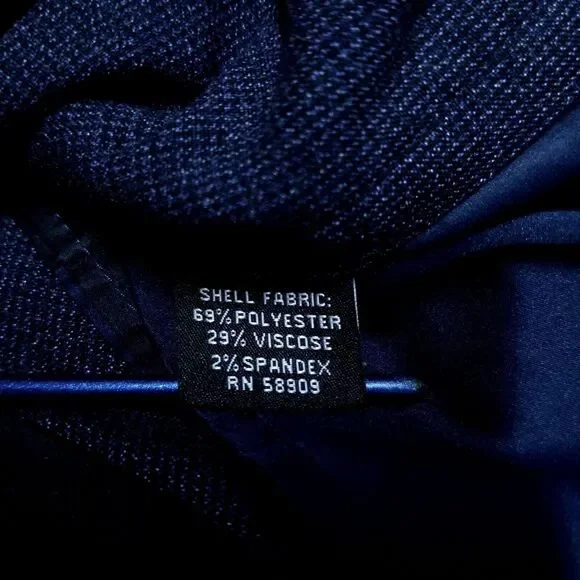 SHELL FABRIC:
69% POLYESTER
29% VISCOSE
2% SPANDEX
RN 58909